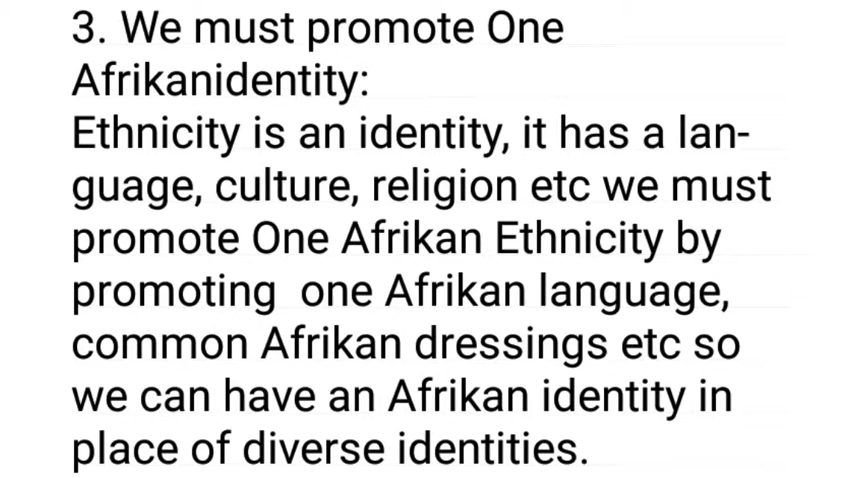 3. We must promote One
Afrikanidentity:
Ethnicity is an identity, it has a lan-
guage, culture, religion etc we must
promote One Afrikan Ethnicity by
promoting  one Afrikan language,
common Afrikan dressings etc so
we can have an Afrikan identity in
place of diverse identities.